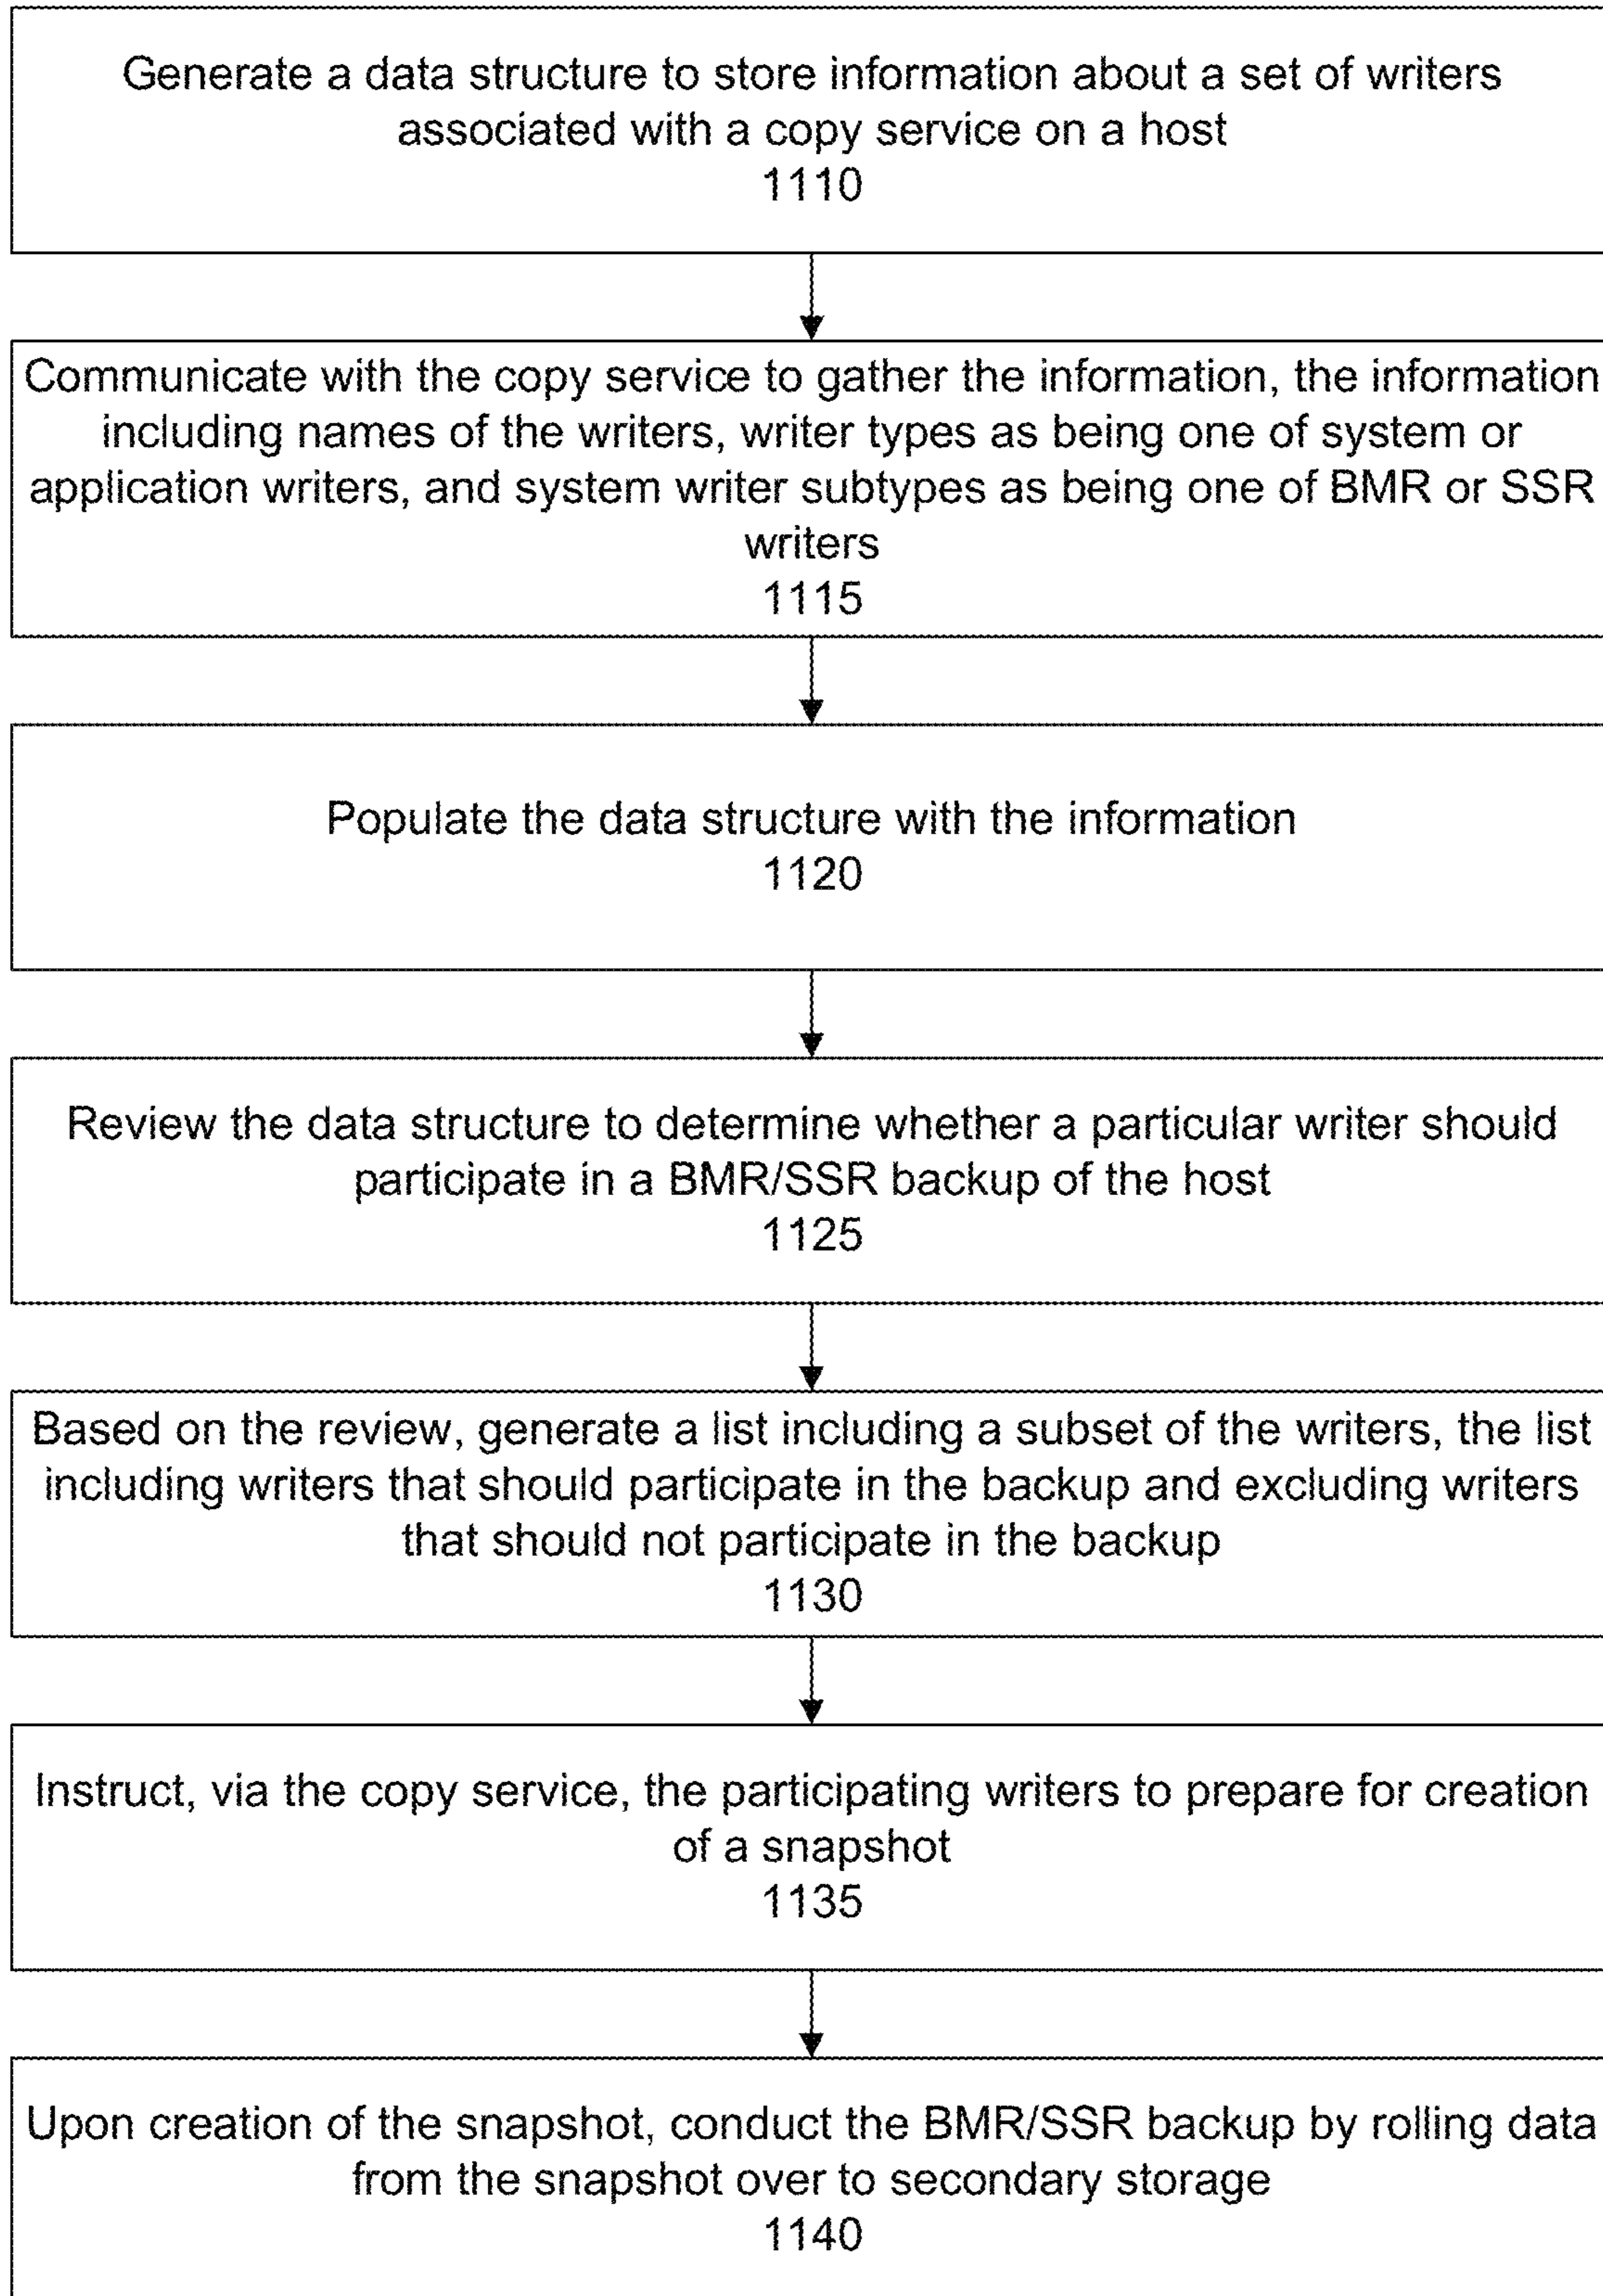 Generate a data structure to store information about a set of writers
associated with a copy service on a host
1110
Communicate with the copy service to gather the information, the information
including names of the writers, writer types as being one of system or
application writers, and system writer subtypes as being one of BMR or SSR
writers
1115
Populate the data structure with the information
1120
Review the data structure to determine whether a particular writer should
participate in a BMR/SSR backup of the host
1125
Based on the review, generate a list including a subset of the writers, the list
including writers that should participate in the backup and excluding writers
that should not participate in the backup
1130
Instruct, via the copy service, the participating writers to prepare for creation
of a snapshot
1135
Upon creation of the snapshot, conduct the BMR/SSR backup by rolling data
from the snapshot over to secondary storage
1140